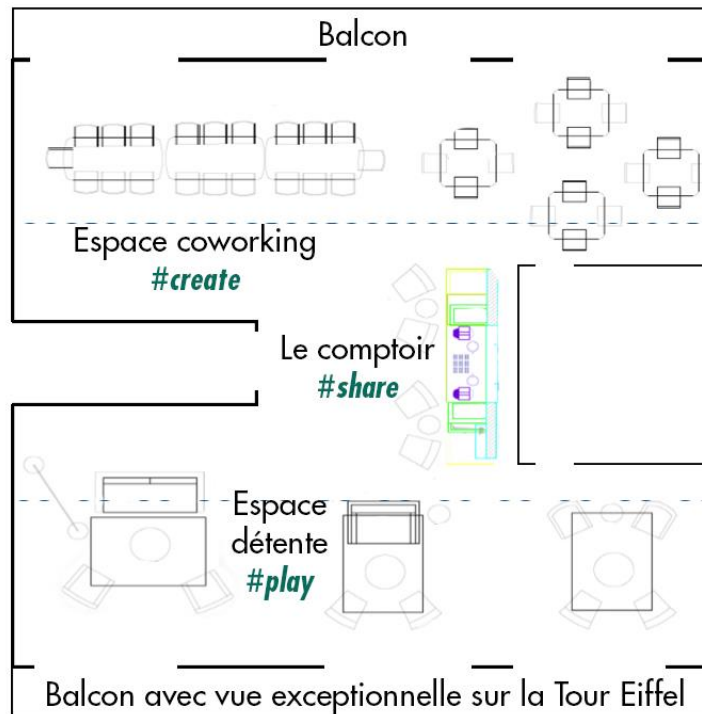 Balcon
Espace coworking
#create
Le comptoir
#share
Espace
détente
#play
Balcon avec vue exceptionnelle sur la Tour Eiffel